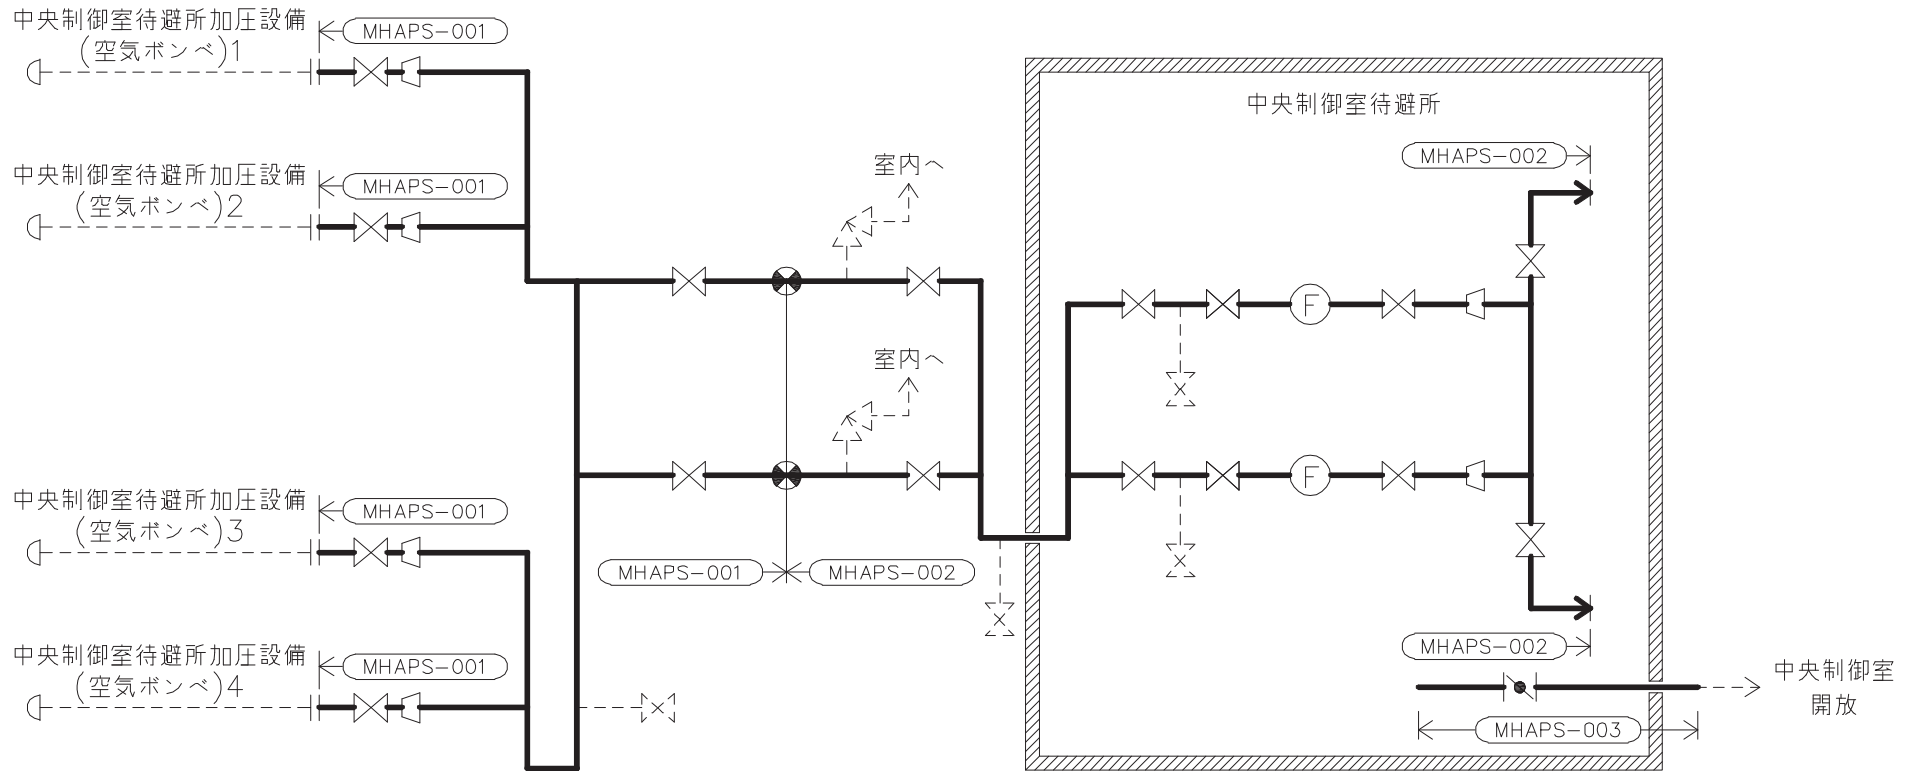 中央制御室待避所加圧設備
(空気ボンベ)1
MHAPS-001
中央制御室待避所加圧設備
(空気ボンベ)2
MHAPS-001
室内へ
室内へ
中央制御室待避所加圧設備
(空気ボンベ)3
MHAPS-001
中央制御室待避所加圧設備
(空気ボンベ)4
MHAPS-001
MHAPS-001
MHAPS-002
中央制御室待避所
MHAPS-002
F
F
MHAPS-002
MHAPS-003
中央制御室
開放